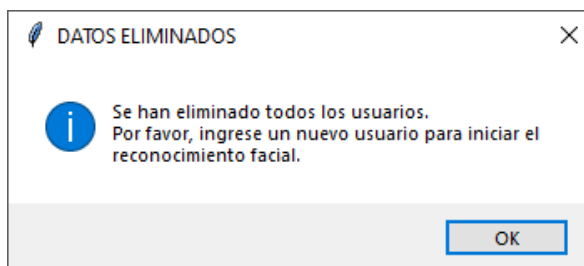 DATOS ELIMINADOS
Se han eliminado todos los usuarios.
Por favor, ingrese un nuevo usuario para iniciar el
reconocimiento facial.
OK